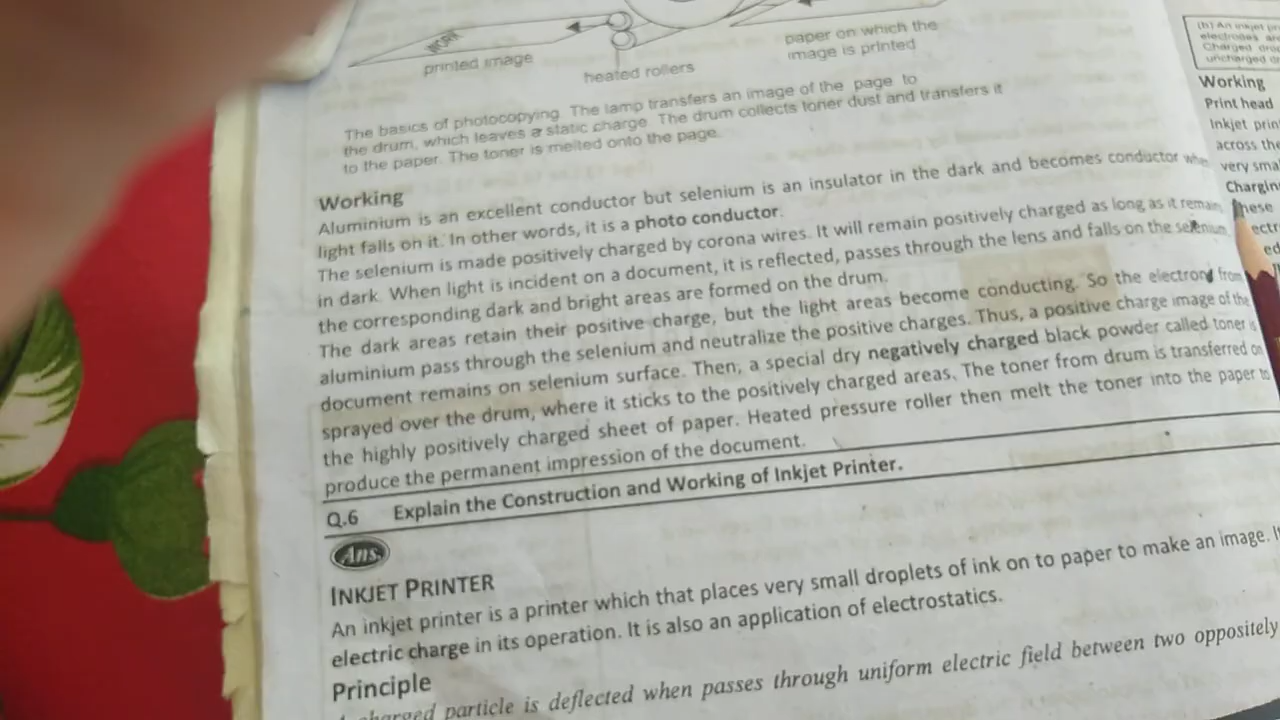 WORK
printed image
heated rollers
paper on which the
image is printed
The basics of photocopying. The lamp transfers an image of the page to
the drum, which leaves a static charge. The drum collects toner dust and transfers it
to the paper. The toner is melted onto the page.
Working
Aluminium is an excellent conductor but selenium is an insulator in the dark and becomes conductor when
light falls on it. In other words, it is a photo conductor.
The selenium is made positively charged by corona wires. It will remain positively charged as long as it remain
in dark. When light is incident on a document, it is reflected, passes through the lens and falls on the selenium
the corresponding dark and bright areas are formed on the drum.
The dark areas retain their positive charge, but the light areas become conducting. So the electron from
aluminium pass through the selenium and neutralize the positive charges. Thus, a positive charge image of the
document remains on selenium surface. Then, a special dry negatively charged black powder called toner is
sprayed over the drum, where it sticks to the positively charged areas. The toner from drum is transferred on
the highly positively charged sheet of paper. Heated pressure roller then melt the toner into the paper to
produce the permanent impression of the document.
Q.6 Explain the Construction and Working of Inkjet Printer.
Ans.
INKJET PRINTER
An inkjet printer is a printer which that places very small droplets of ink on to paper to make an image.
electric charge in its operation. It is also an application of electrostatics.
Principle
charged particle is deflected when passes through uniform electric field between two oppositely
(b) An inkjet
Charged
Working
Print head
Inkjet
across
very